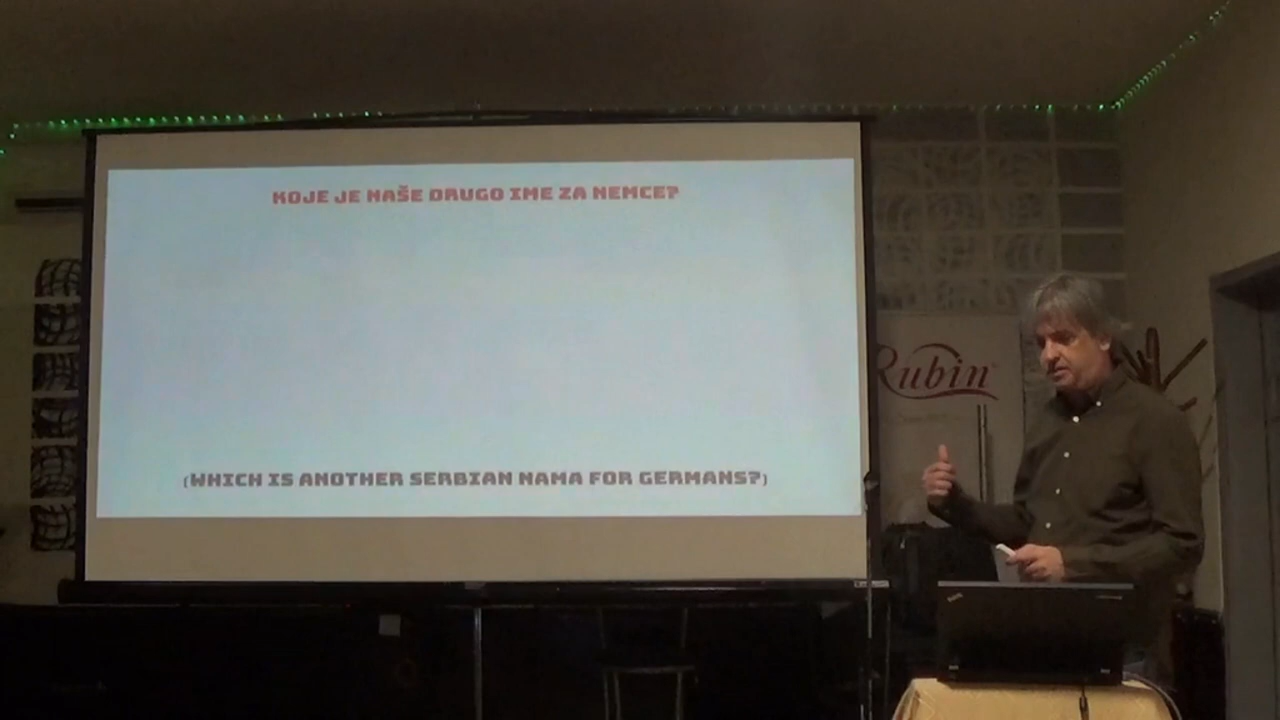 KOJE JE NAŠE DRUGO IME ZA NEMCE?
Rubin
(WHICH IS ANOTHER SERBIAN NAMA FOR GERMANS?)